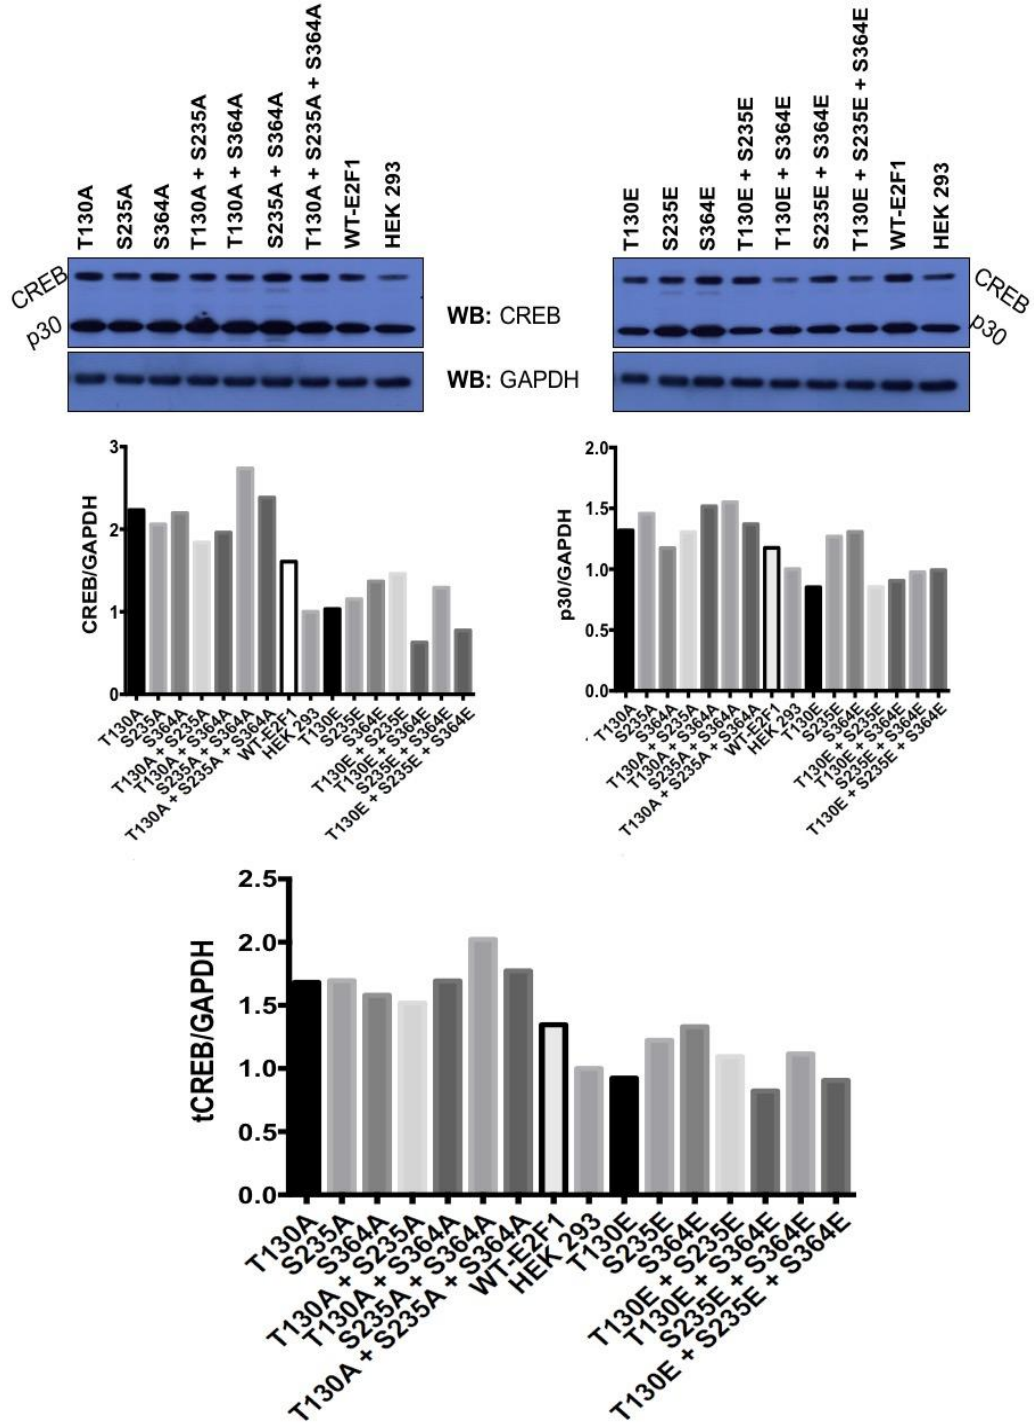 T130A
S235A
S364A
T130A + S235A
T130A + S364A
S235A + S364A
T130A + S235A + S364A
WT-E2F1
HEK 293
T130E
S235E
S364E
T130E + S235E
T130E + S364E
S235E + S364E
T130E + S235E + S364E
WT-E2F1
HEK 293
CREB
p30
WB: CREB
WB: GAPDH
CREB
p30
CREB/GAPDH
3
2
1
0
T130A
S235A
S364A
T130A + S235A
T130A + S364A
S235A + S364A
T130A + S235A + S364A
WT-E2F1
HEK 293
T130E
S235E
S364E
T130E + S235E
T130E + S364E
S235E + S364E
T130E + S235E + S364E
p30/GAPDH
2.0
1.5
1.0
0.5
0.0
T130A
S235A
S364A
T130A + S235A
T130A + S364A
S235A + S364A
T130A + S235A + S364A
WT-E2F1
HEK 293
T130E
S235E
S364E
T130E + S235E
T130E + S364E
S235E + S364E
T130E + S235E + S364E
tCREB/GAPDH
2.5
2.0
1.5
1.0
0.5
0.0
T130A
S235A
S364A
T130A + S235A
T130A + S364A
S235A + S364A
T130A + S235A + S364A
WT-E2F1
HEK 293
T130E
S235E
S364E
T130E + S235E
T130E + S364E
S235E + S364E
T130E + S235E + S364E